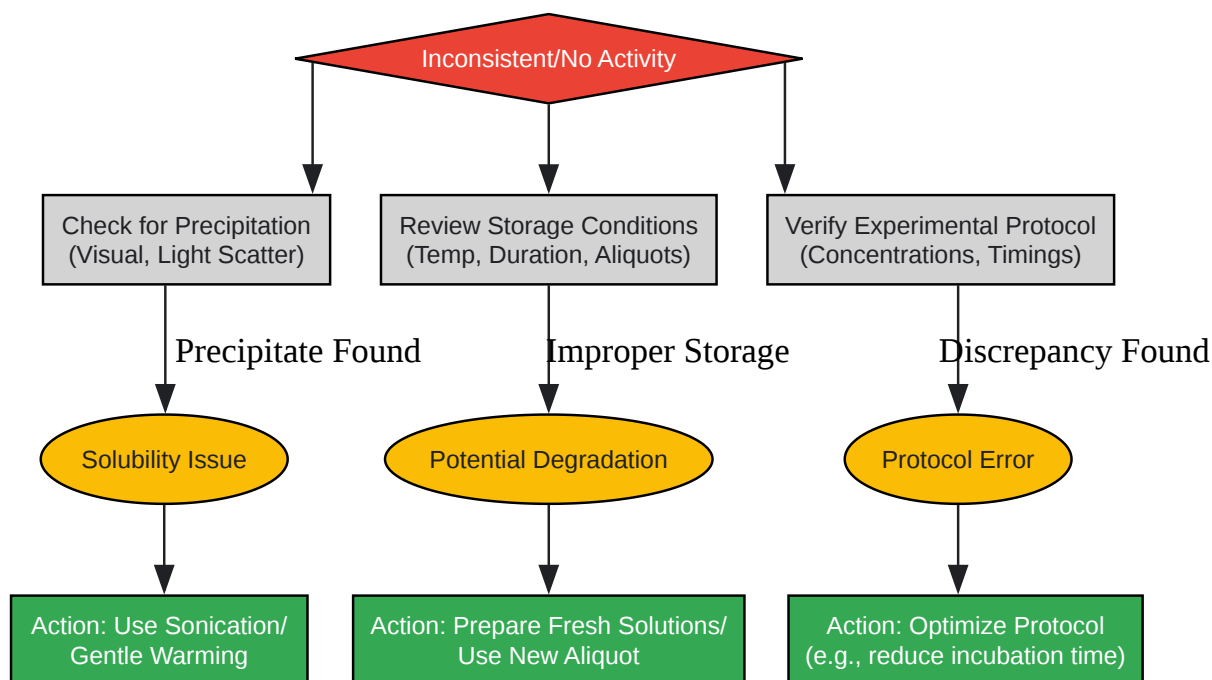 Inconsistent/No Activity
Check for Precipitation
(Visual, Light Scatter)
Review Storage Conditions
(Temp, Duration, Aliquots)
Verify Experimental Protocol
(Concentrations, Timings)
Precipitate Found
Improper Storage
Discrepancy Found
Solubility Issue
Potential Degradation
Protocol Error
Action: Use Sonication/
Gentle Warming
Action: Prepare Fresh Solutions/
Use New Aliquot
Action: Optimize Protocol
(e.g., reduce incubation time)